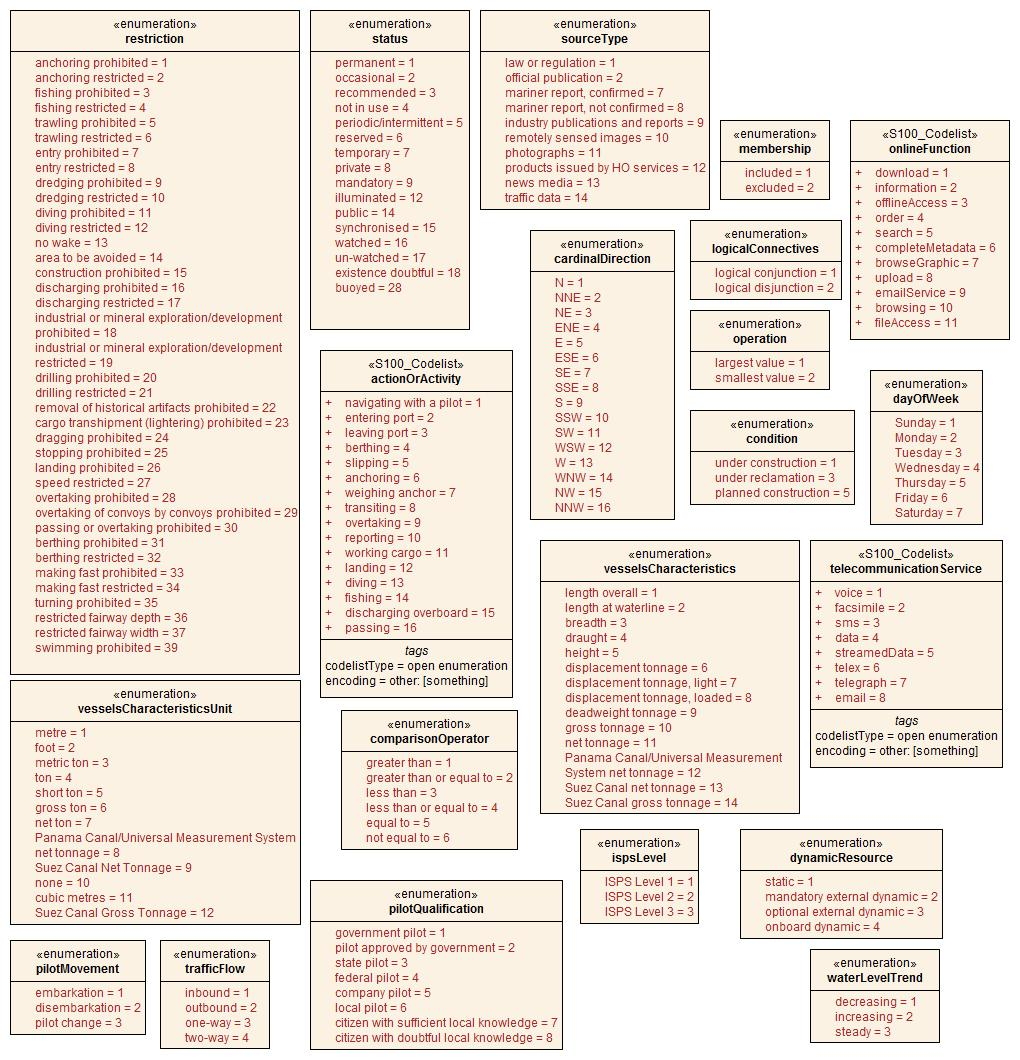 «enumeration»
restriction
anchoring prohibited = 1
anchoring restricted = 2
fishing prohibited = 3
fishing restricted = 4
trawling prohibited = 5
trawling restricted = 6
entry prohibited = 7
entry restricted = 8
dredging prohibited = 9
dredging restricted = 10
diving prohibited = 11
diving restricted = 12
no wake = 13
area to be avoided = 14
construction prohibited = 15
discharging prohibited = 16
discharging restricted = 17
industrial or mineral exploration/development
prohibited = 18
industrial or mineral exploration/development
restricted = 19
drilling prohibited = 20
drilling restricted = 21
removal of historical artifacts prohibited = 22
cargo transhipment (lightering) prohibited = 23
dragging prohibited = 24
stopping prohibited = 25
landing prohibited = 26
speed restricted = 27
overtaking prohibited = 28
overtaking of convoys by convoys prohibited = 29
passing or overtaking prohibited = 30
berthing prohibited = 31
berthing restricted = 32
making fast prohibited = 33
making fast restricted = 34
turning prohibited = 35
restricted fairway depth = 36
restricted fairway width = 37
swimming prohibited = 39
«enumeration»
status
permanent = 1
occasional = 2
recommended = 3
not in use = 4
periodic/intermittent = 5
reserved = 6
temporary = 7
private = 8
mandatory = 9
illuminated = 12
public = 14
synchronised = 15
watched = 16
un-watched = 17
existence doubtful = 18
buoyed = 28
«enumeration»
sourceType
law or regulation = 1
official publication = 2
mariner report, confirmed = 7
mariner report, not confirmed = 8
industry publications and reports = 9
remotely sensed images = 10
photographs = 11
products issued by HO services = 12
news media = 13
traffic data = 14
«enumeration»
membership
included = 1
excluded = 2
«S100_Codelist»
onlineFunction
+ download = 1
+ information = 2
+ offlineAccess = 3
+ order = 4
+ search = 5
+ completeMetadata = 6
+ browseGraphic = 7
+ upload = 8
+ emailService = 9
+ browsing = 10
+ fileAccess = 11
«enumeration»
cardinalDirection
N = 1
NNE = 2
NE = 3
ENE = 4
E = 5
ESE = 6
SE = 7
SSE = 8
S = 9
SSW = 10
SW = 11
WSW = 12
W = 13
WNW = 14
NW = 15
NNW = 16
«enumeration»
logicalConnectives
logical conjunction = 1
logical disjunction = 2
«enumeration»
operation
largest value = 1
smallest value = 2
«enumeration»
condition
under construction = 1
under reclamation = 3
planned construction = 5
«enumeration»
dayOfWeek
Sunday = 1
Monday = 2
Tuesday = 3
Wednesday = 4
Thursday = 5
Friday = 6
Saturday = 7
«S100_Codelist»
actionOrActivity
+ navigating with a pilot = 1
+ entering port = 2
+ leaving port = 3
+ berthing = 4
+ slipping = 5
+ anchoring = 6
+ weighing anchor = 7
+ transiting = 8
+ overtaking = 9
+ reporting = 10
+ working cargo = 11
+ landing = 12
+ diving = 13
+ fishing = 14
+ discharging overboard = 15
+ passing = 16
tags
codelistType = open enumeration
encoding = other: [something]
«enumeration»
vesselsCharacteristics
length overall = 1
length at waterline = 2
breadth = 3
draught = 4
height = 5
displacement tonnage = 6
displacement tonnage, light = 7
displacement tonnage, loaded = 8
deadweight tonnage = 9
gross tonnage = 10
net tonnage = 11
Panama Canal/Universal Measurement
System net tonnage = 12
Suez Canal net tonnage = 13
Suez Canal gross tonnage = 14
«S100_Codelist»
telecommunicationService
+ voice = 1
+ facsimile = 2
+ sms = 3
+ data = 4
+ streamedData = 5
+ telex = 6
+ telegraph = 7
+ email = 8
tags
codelistType = open enumeration
encoding = other: [something]
«enumeration»
vesselsCharacteristicsUnit
metre = 1
foot = 2
metric ton = 3
ton = 4
short ton = 5
gross ton = 6
net ton = 7
Panama Canal/Universal Measurement System
net tonnage = 8
Suez Canal Net Tonnage = 9
none = 10
cubic metres = 11
Suez Canal Gross Tonnage = 12
«enumeration»
comparisonOperator
greater than = 1
greater than or equal to = 2
less than = 3
less than or equal to = 4
equal to = 5
not equal to = 6
«enumeration»
ispsLevel
ISPS Level 1 = 1
ISPS Level 2 = 2
ISPS Level 3 = 3
«enumeration»
dynamicResource
static = 1
mandatory external dynamic = 2
optional external dynamic = 3
onboard dynamic = 4
«enumeration»
pilotQualification
government pilot = 1
pilot approved by government = 2
state pilot = 3
federal pilot = 4
company pilot = 5
local pilot = 6
citizen with sufficient local knowledge = 7
citizen with doubtful local knowledge = 8
«enumeration»
pilotMovement
embarkation = 1
disembarkation = 2
pilot change = 3
«enumeration»
trafficFlow
inbound = 1
outbound = 2
one-way = 3
two-way = 4
«enumeration»
waterLevelTrend
decreasing = 1
increasing = 2
steady = 3